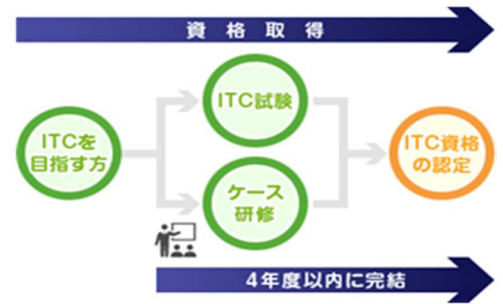 資格取得
ITC試験
ITCを
目指す方
ITC資格
の認定
ケース
研修
4年度以内に完結